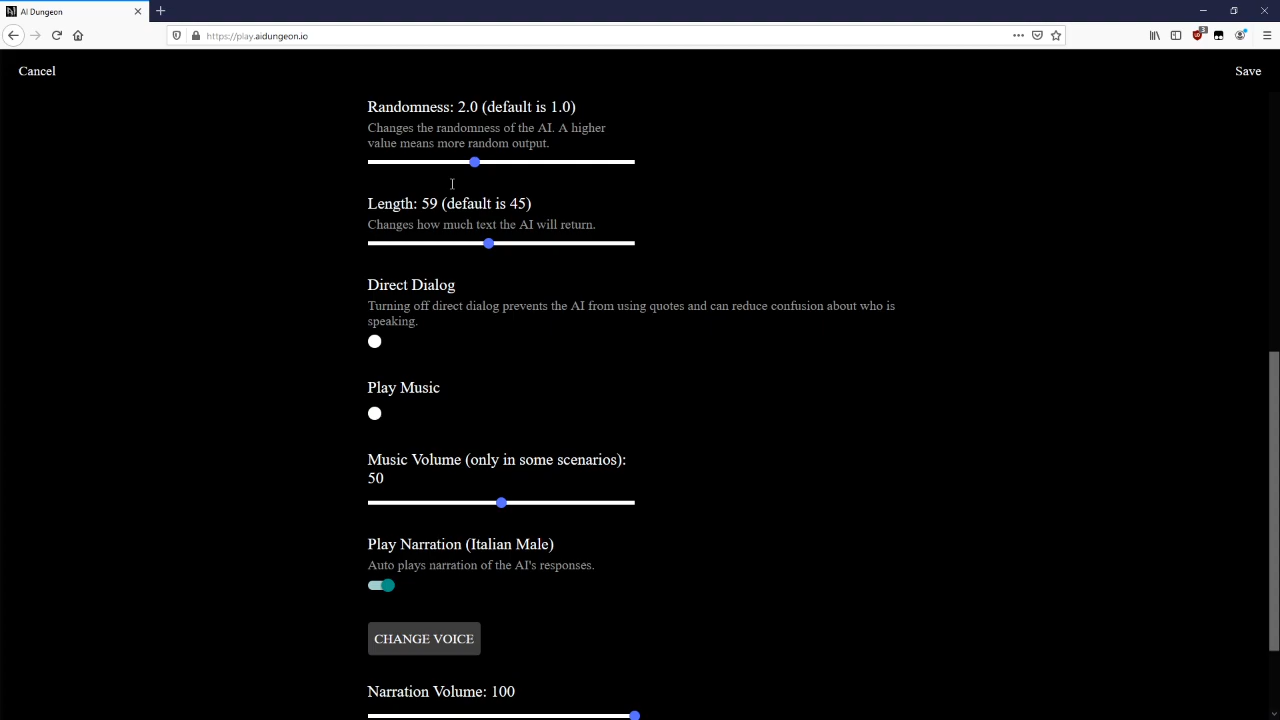 AI Dungeon
https://play.aidungeon.io
Cancel
Save
Randomness: 2.0 (default is 1.0)
Changes the randomness of the AI. A higher
value means more random output.
Length: 59 (default is 45)
Changes how much text the AI will return.
Direct Dialog
Turning off direct dialog prevents the AI from using quotes and can reduce confusion about who is
speaking.
Play Music
Music Volume (only in some scenarios):
50
Play Narration (Italian Male)
Auto plays narration of the AI's responses.
CHANGE VOICE
Narration Volume: 100